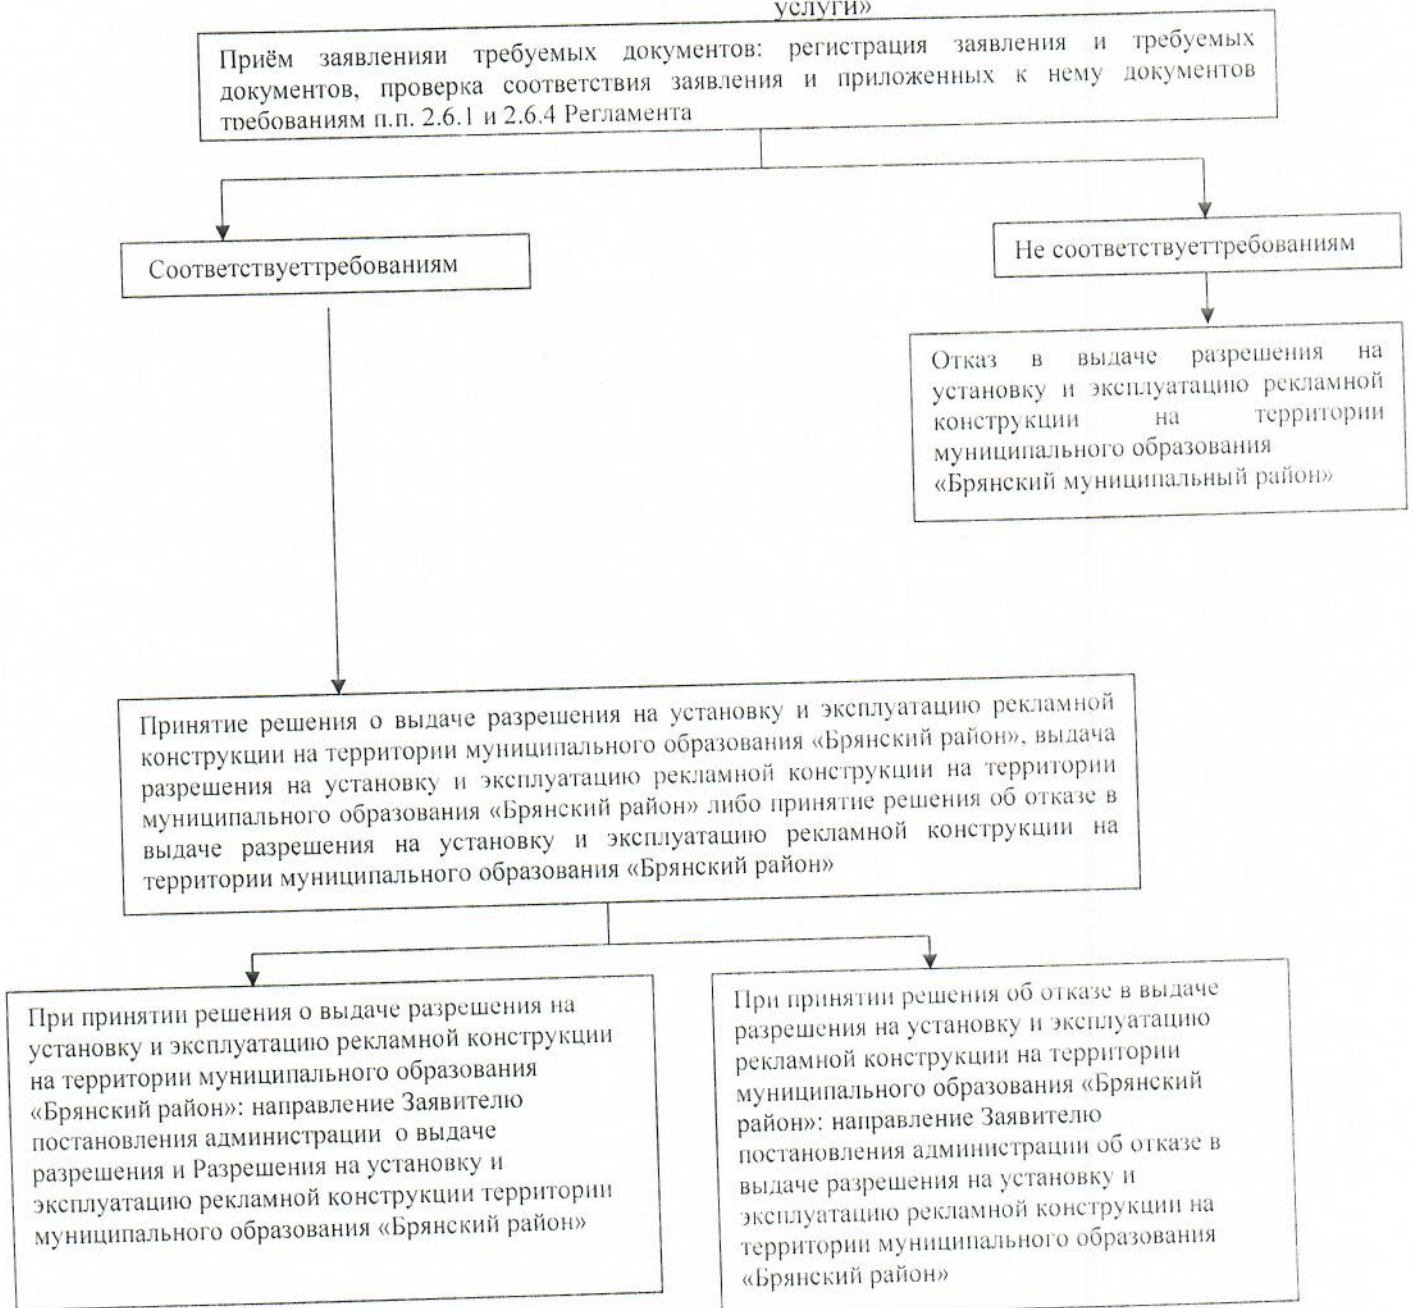 услуги»
Приём заявленияи требуемых документов: регистрация заявления и требуемых
документов, проверка соответствия заявления и приложенных к нему документов
требованиям п.п. 2.6.1 и 2.6.4 Регламента
Соответствуеттребованиям
Не соответствуеттребованиям
Отказ в выдаче разрешения на
установку и эксплуатацию рекламной
конструкции на территории
муниципального образования
«Брянский муниципальный район»
Принятие решения о выдаче разрешения на установку и эксплуатацию рекламной
конструкции на территории муниципального образования «Брянский район», выдача
разрешения на установку и эксплуатацию рекламной конструкции на территории
муниципального образования «Брянский район» либо принятие решения об отказе в
выдаче разрешения на установку и эксплуатацию рекламной конструкции на
территории муниципального образования «Брянский район»
При принятии решения о выдаче разрешения на
установку и эксплуатацию рекламной конструкции
на территории муниципального образования
«Брянский район»: направление Заявителю
постановления администрации о выдаче
разрешения и Разрешения на установку и
эксплуатацию рекламной конструкции территории
муниципального образования «Брянский район»
При принятии решения об отказе в выдаче
разрешения на установку и эксплуатацию
рекламной конструкции на территории
муниципального образования «Брянский
район»: направление Заявителю
постановления администрации об отказе в
выдаче разрешения на установку и
эксплуатацию рекламной конструкции на
территории муниципального образования
«Брянский район»